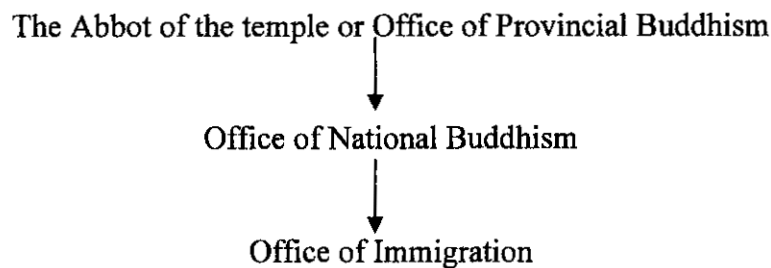 The Abbot of the temple or Office of Provincial Buddhism
Office of National Buddhism
Office of Immigration